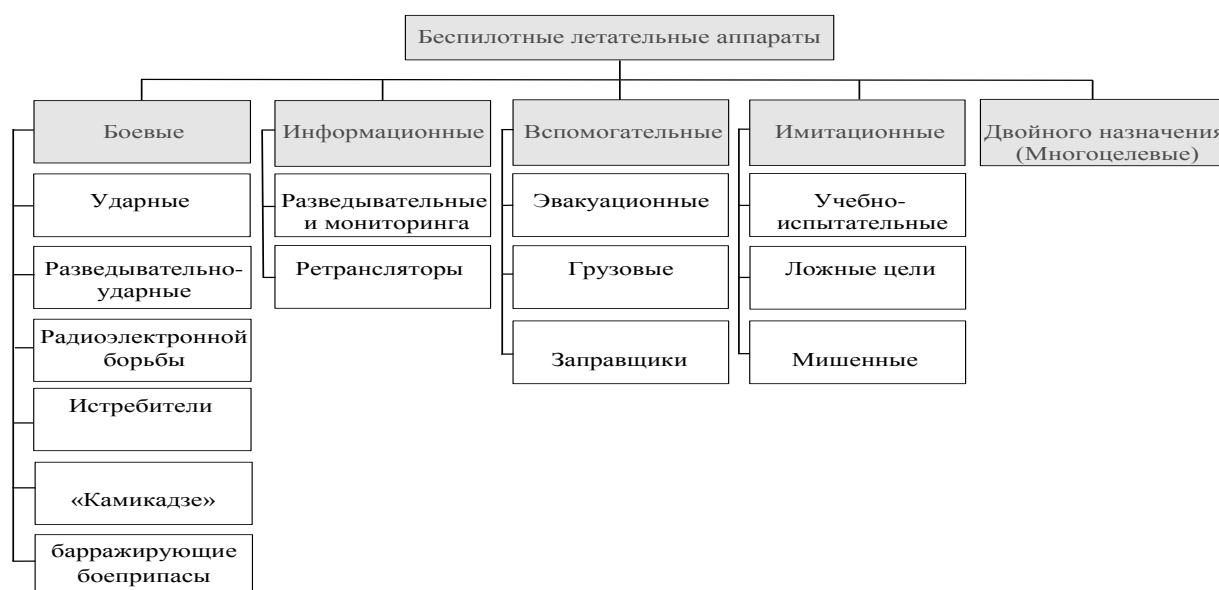 Беспилотные летательные аппараты
Боевые
Ударные
Разведывательно-
ударные
Радиоэлектронной
борьбы
Истребители
«Камикадзе»
барражирующие
боеприпасы
Информационные
Разведывательные
и мониторинга
Ретрансляторы
Вспомогательные
Эвакуационные
Грузовые
Заправщики
Имитационные
Учебно-
испытательные
Ложные цели
Мишенные
Двойного назначения
(Многоцелевые)